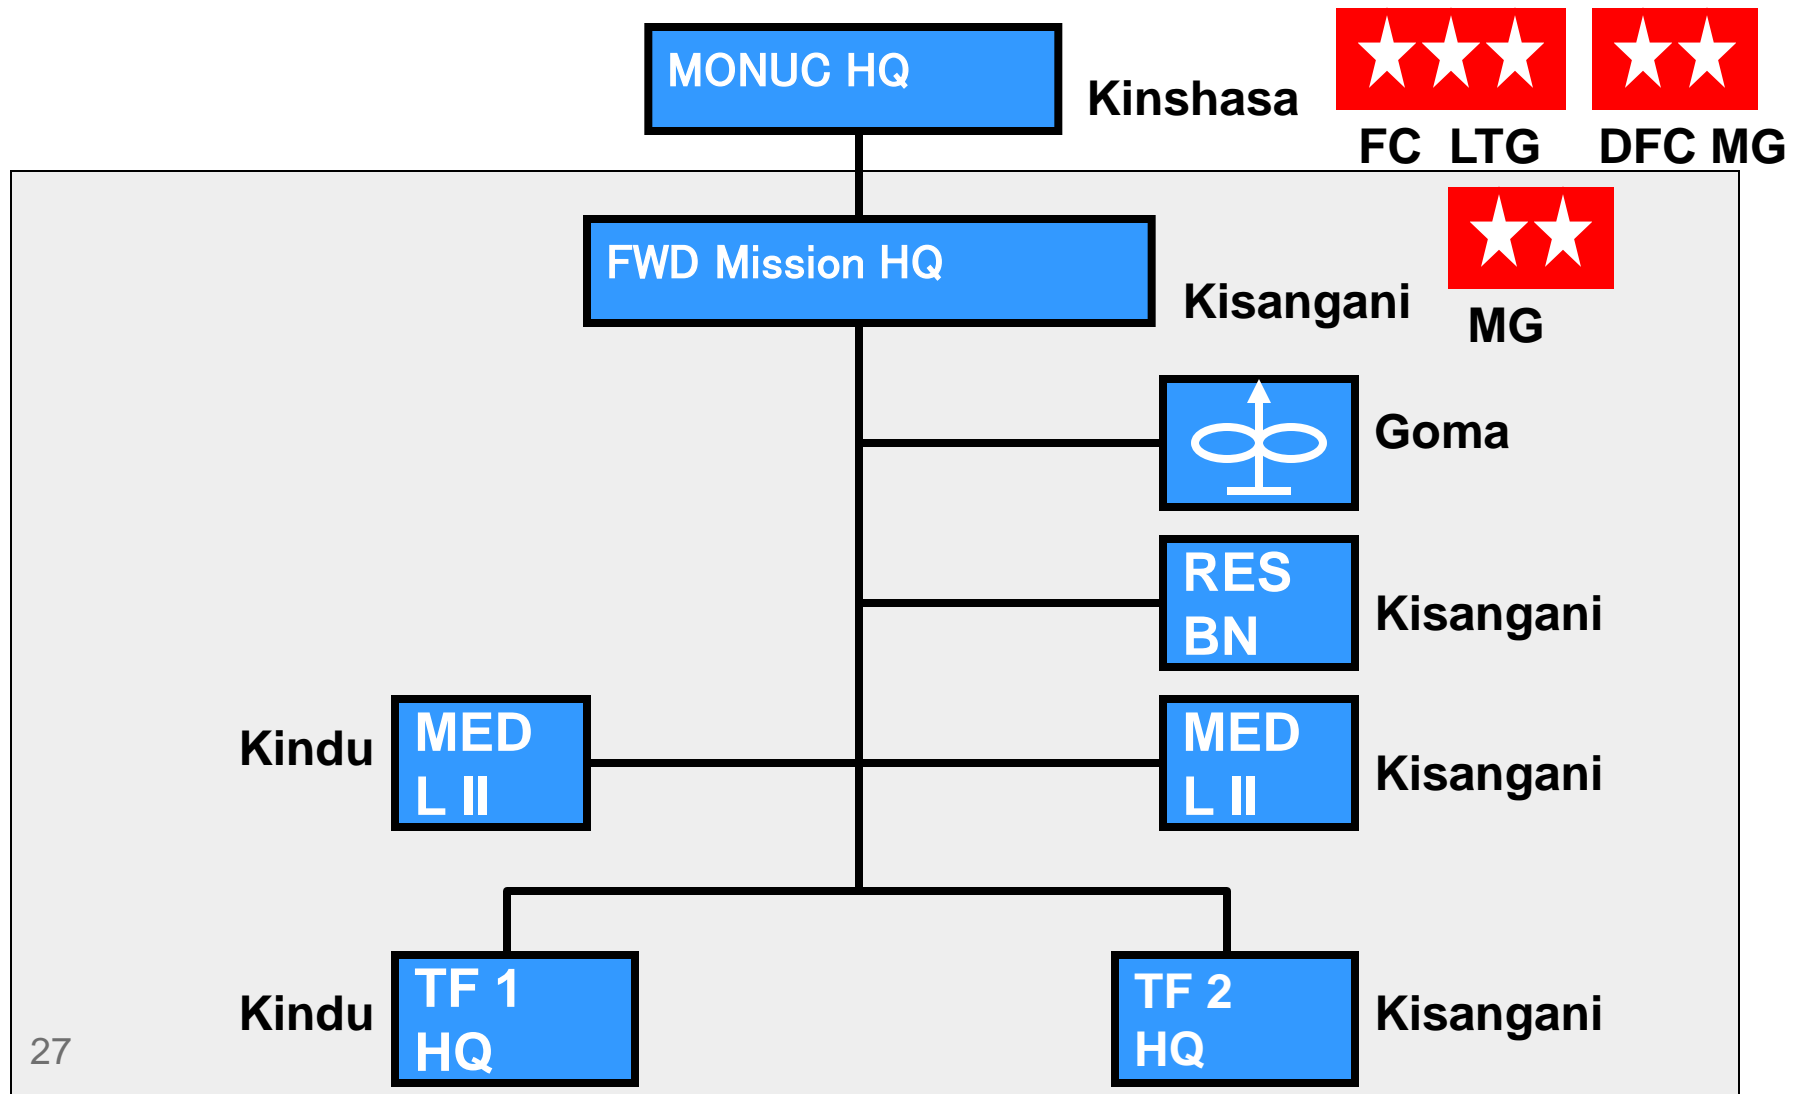 MONUC HQ
Kinshasa
FC LTG
DFC MG
FWD Mission HQ
Kisangani
MG
Goma
RES
BN
Kisangani
Kindu
MED
L II
MED
L II
Kisangani
Kindu
TF 1
HQ
TF 2
HQ
Kisangani
27